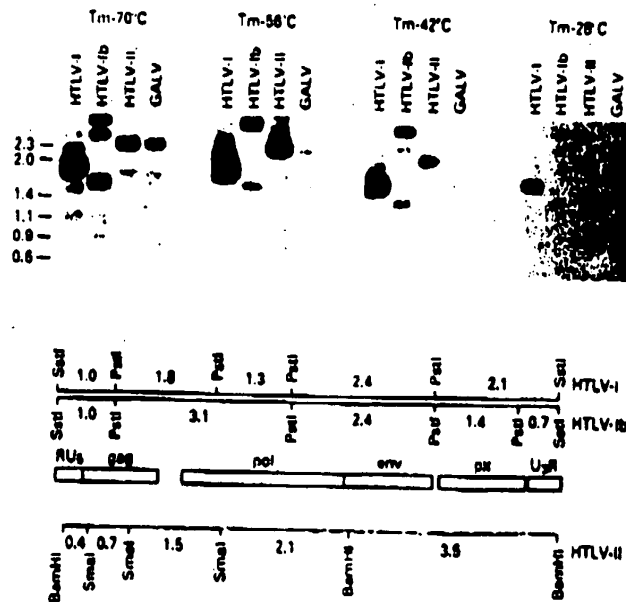 Tm-70°C Tm-56°C Tm-42°C Tm-28°C
HTLV-I HTLV-Ib HTLV-II GALV HTLV-I HTLV-Ib HTLV-II GALV HTLV-I HTLV-Ib HTLV-II GALV HTLV-I HTLV-Ib HTLV-III GALV
2.3
2.0
1.4
1.1
0.9
0.6
SstI PstI PstI PstI PstI SstI
1.0 1.8 1.3 2.4 2.1 HTLV-I
1.0 3.1 2.4 1.4 0.7 HTLV-Ib
SstI PstI PstI PstI PstI SstI
RU5 gag pol env px U3R
0.4 0.7 1.5 2.1 3.5 HTLV-II
BamHI SmaI SmaI SmaI BamHI BamHI